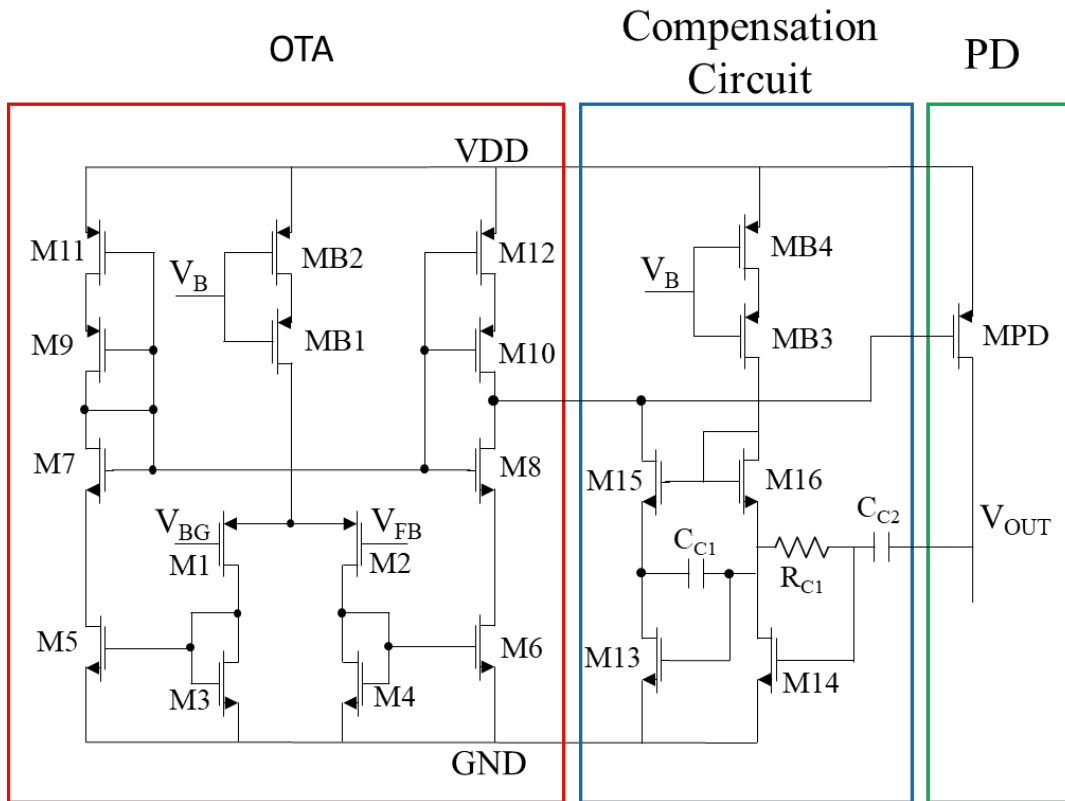 OTA
Compensation
Circuit
PD
VDD
M11
MB2
M12
MB4
V_B
V_B
M9
MB1
M10
MB3
MPD
M7
M8
M15
M16
V_BG
V_FB
C_C2
V_OUT
M1
M2
C_C1
R_C1
M5
M6
M13
M14
M3
M4
GND